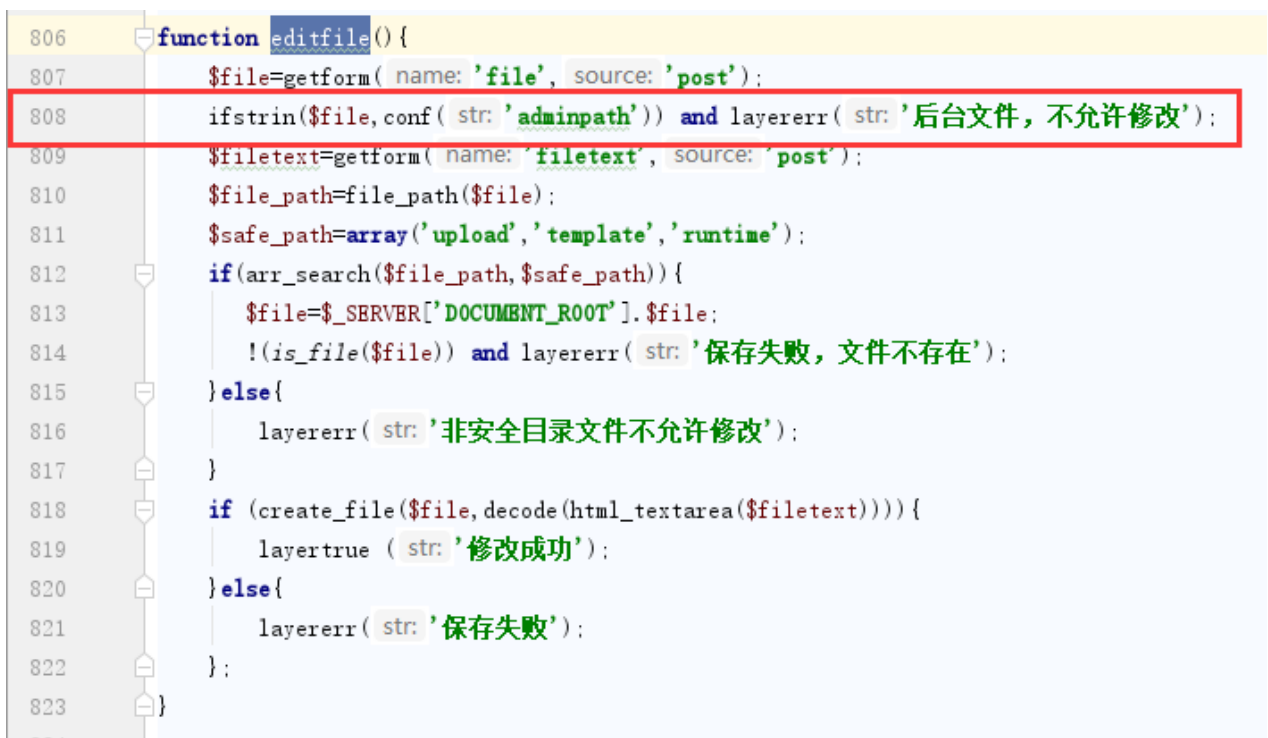 806 function editfile(){
807 $file=getform( name: 'file', source: 'post');
808 ifstrin($file,conf( str: 'adminpath')) and layererr( str: '后台文件，不允许修改');
809 $filetext=getform( name: 'filetext', source: 'post');
810 $file_path=file_path($file);
811 $safe_path=array('upload','template','runtime');
812 if(arr_search($file_path,$safe_path)){
813 $file=$_SERVER['DOCUMENT_ROOT'].$file;
814 !(is_file($file)) and layererr( str: '保存失败，文件不存在');
815 }else{
816 layererr( str: '非安全目录文件不允许修改');
817 }
818 if (create_file($file,decode(html_textarea($filetext)))){
819 layertrue ( str: '修改成功');
820 }else{
821 layererr( str: '保存失败');
822 };
823 }